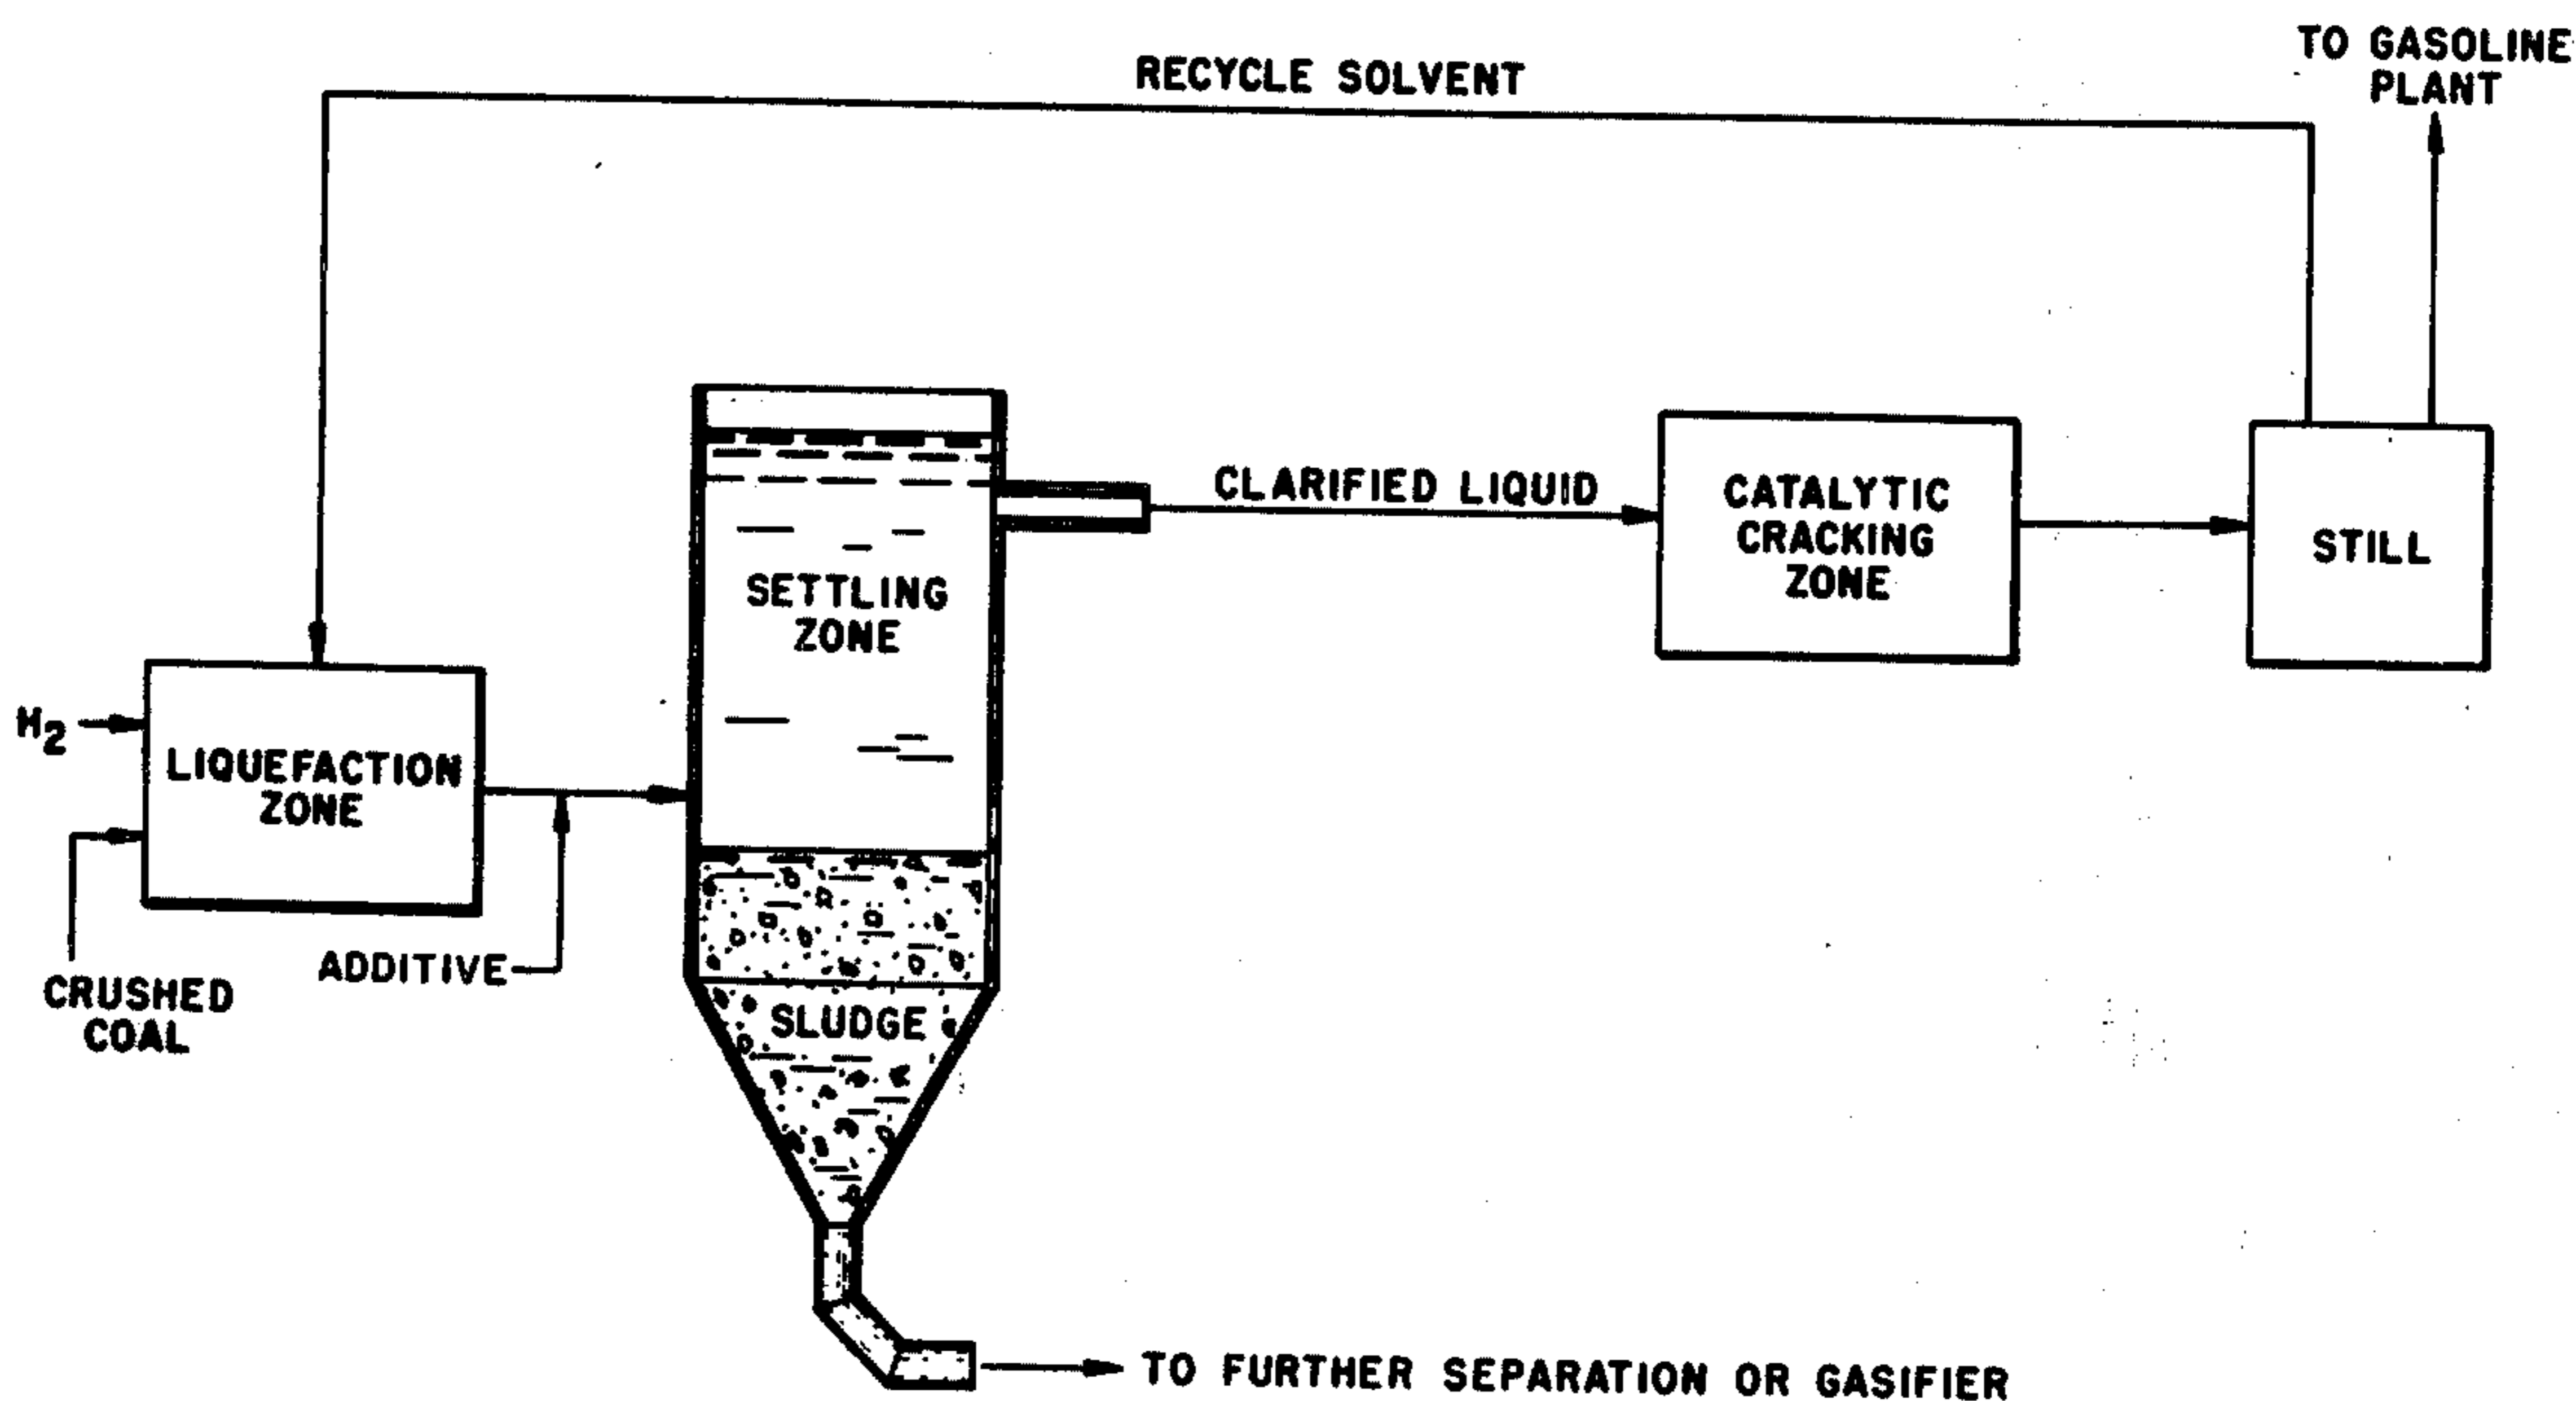 TO GASOLINE
PLANT
RECYCLE SOLVENT
CLARIFIED LIQUID
CATALYTIC
CRACKING
ZONE
STILL
SETTLING
ZONE
H2
LIQUEFACTION
ZONE
ADDITIVE
CRUSHED
COAL
SLUDGE
TO FURTHER SEPARATION OR GASIFIER